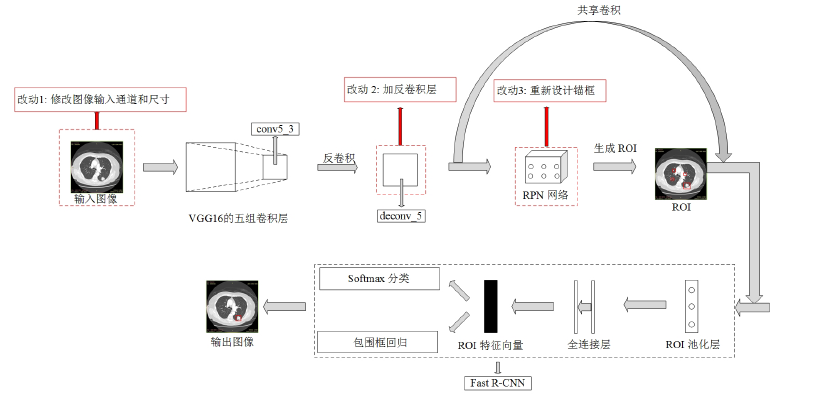 共享卷积
改动1: 修改图像输入通道和尺寸
改动 2: 加反卷积层
改动3: 重新设计锚框
conv5_3
反卷积
生成 ROI
输入图像
VGG16的五组卷积层
deconv_5
RPN 网络
ROI
Softmax 分类
包围框回归
输出图像
ROI 特征向量
全连接层
ROI 池化层
Fast R-CNN